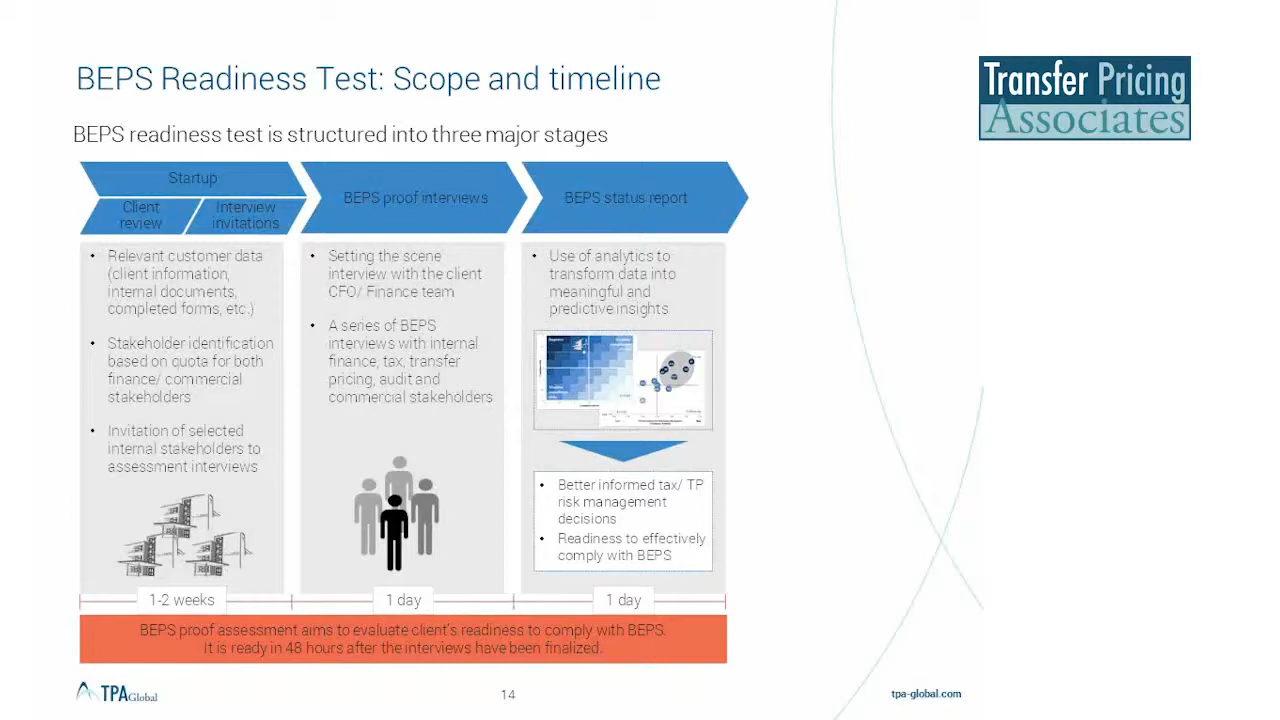 BEPS Readiness Test: Scope and timeline
Transfer Pricing
Associates
BEPS readiness test is structured into three major stages
Startup
Client
review
Interview
invitations
BEPS proof interviews
BEPS status report
• Relevant customer data
(client information,
internal documents,
completed forms, etc.)
• Stakeholder identification
based on quota for both
finance/ commercial
stakeholders
• Invitation of selected
internal stakeholders to
assessment interviews
• Setting the scene
interview with the client
CFO/ Finance team
• A series of BEPS
interviews with internal
finance, tax, transfer
pricing, audit and
commercial stakeholders
• Use of analytics to
transform data into
meaningful and
predictive insights
• Better informed tax/ TP
risk management
decisions
• Readiness to effectively
comply with BEPS
1-2 weeks
1 day
1 day
BEPS proof assessment aims to evaluate client's readiness to comply with BEPS.
It is ready in 48 hours after the interviews have been finalized.
TPA Global
14
tpa-global.com